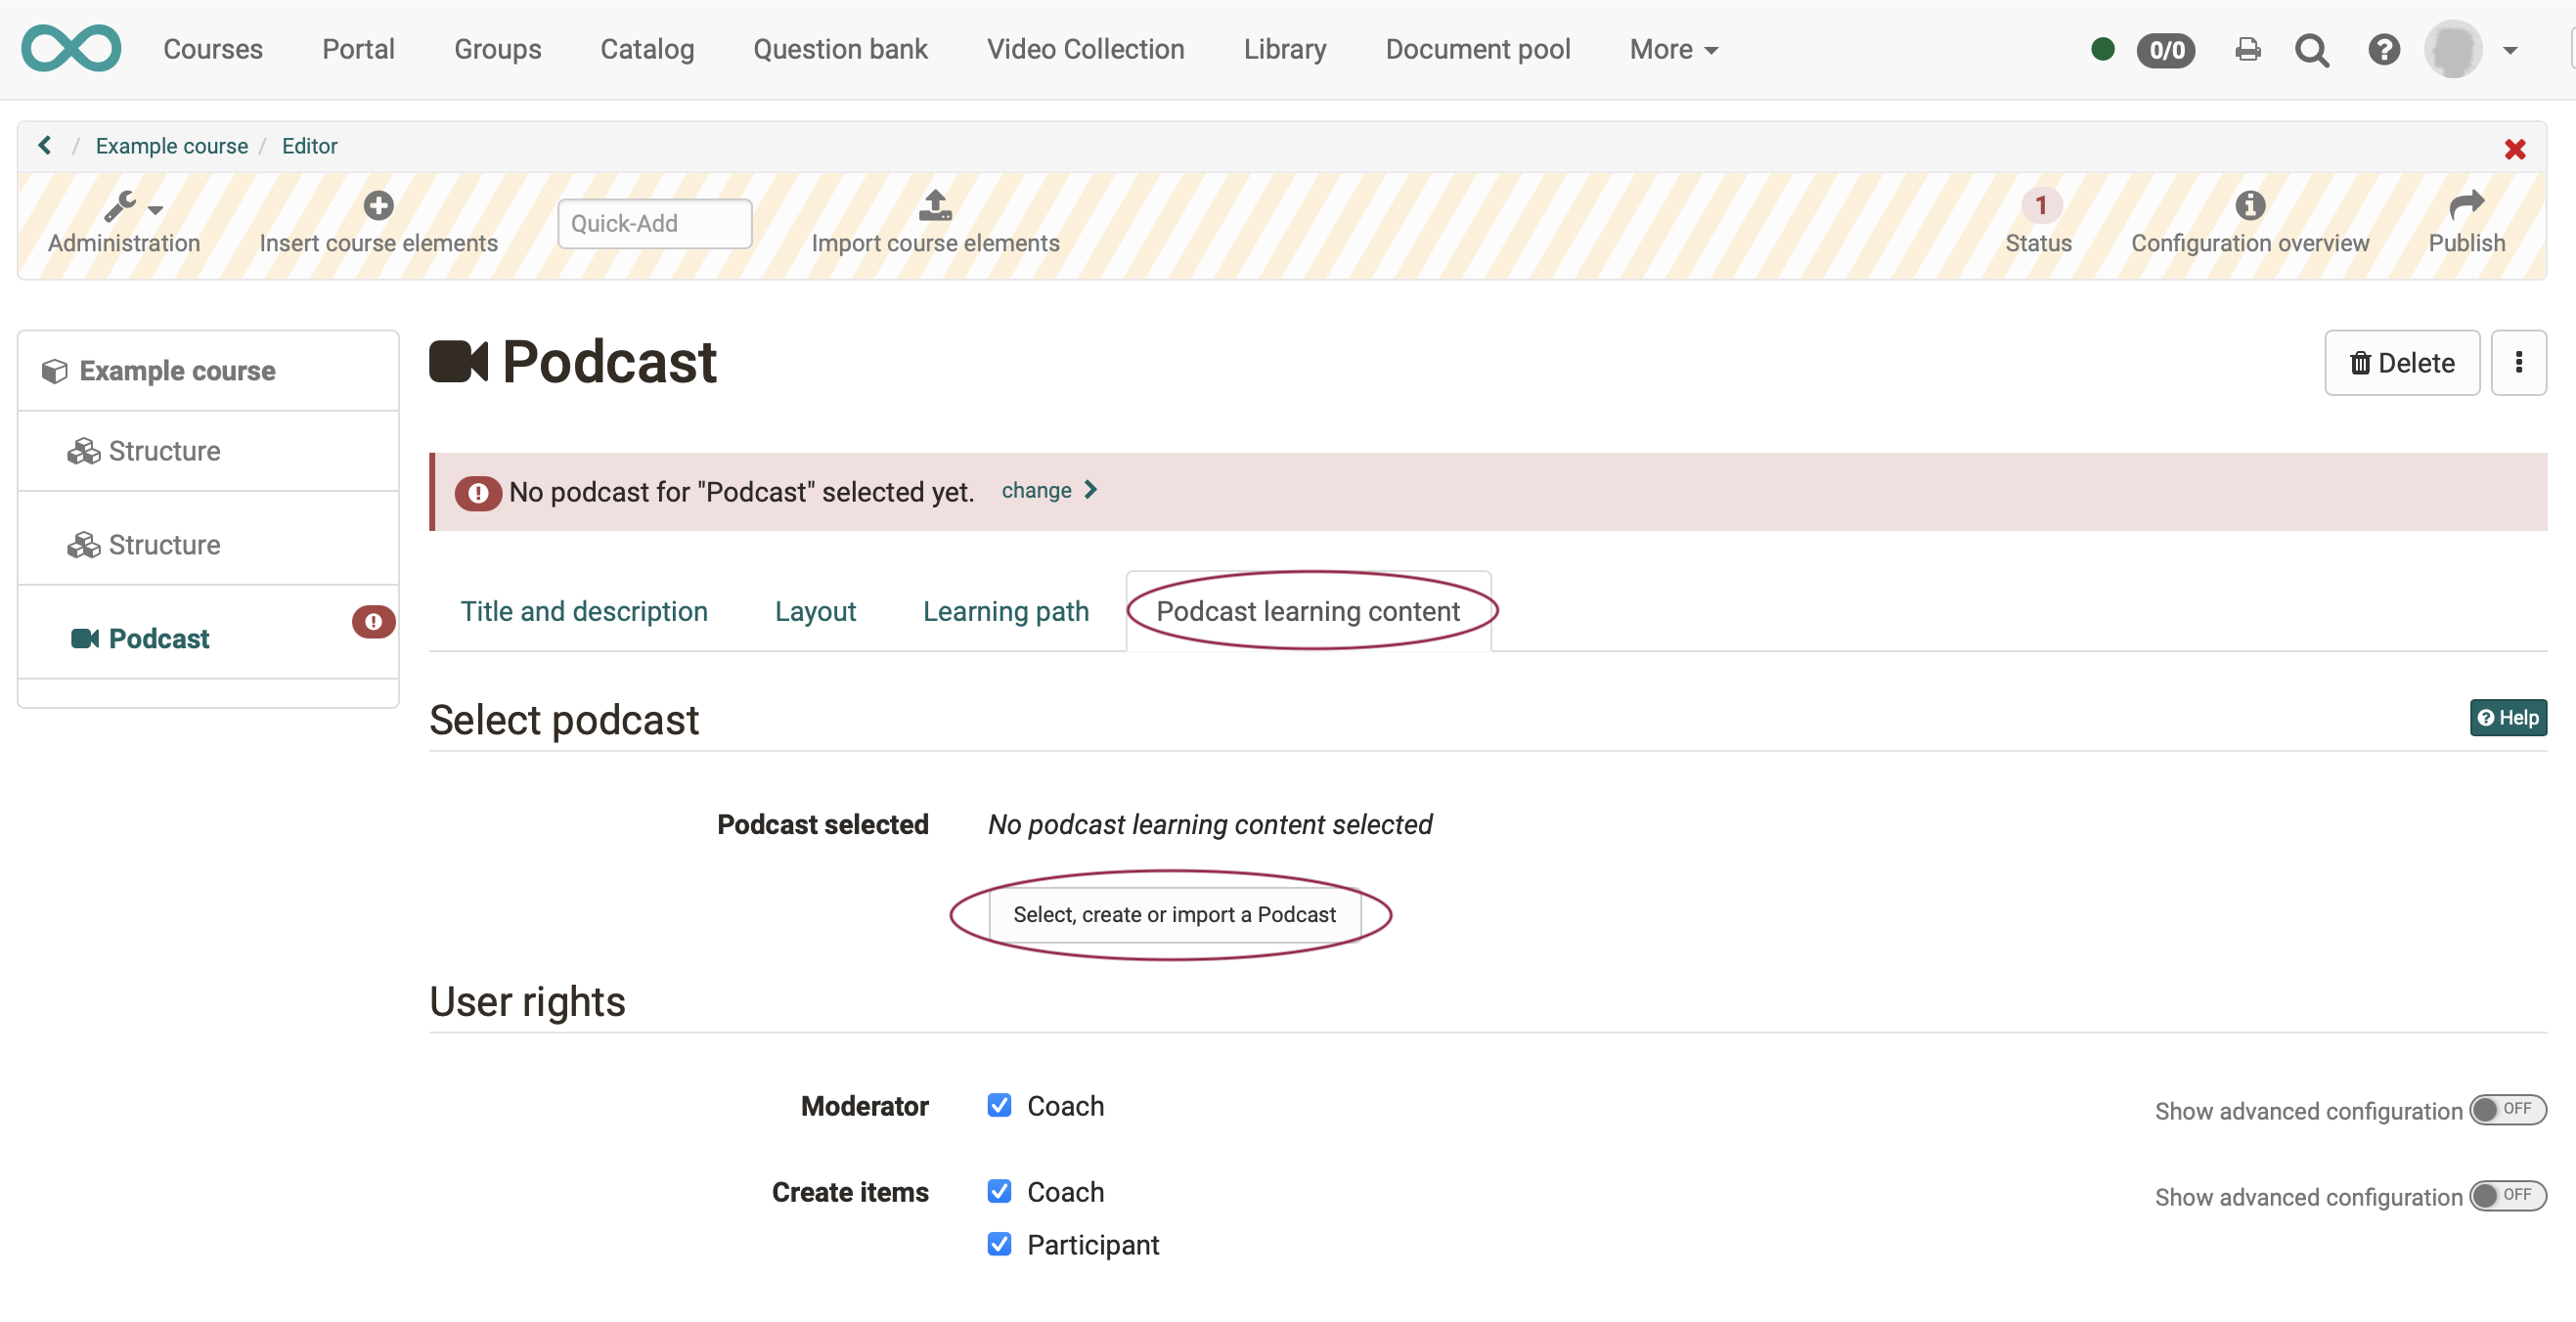 Courses Portal Groups Catalog Question bank Video Collection Library Document pool More 0/0
/ Example course / Editor
Administration Insert course elements Quick-Add Import course elements 1 Status Configuration overview Publish
Example course
Structure
Structure
Podcast
Podcast
Delete
No podcast for "Podcast" selected yet. change
Title and description Layout Learning path Podcast learning content
Select podcast
Help
Podcast selected No podcast learning content selected
Select, create or import a Podcast
User rights
Moderator Coach Show advanced configuration OFF
Create items Coach Show advanced configuration OFF
Participant